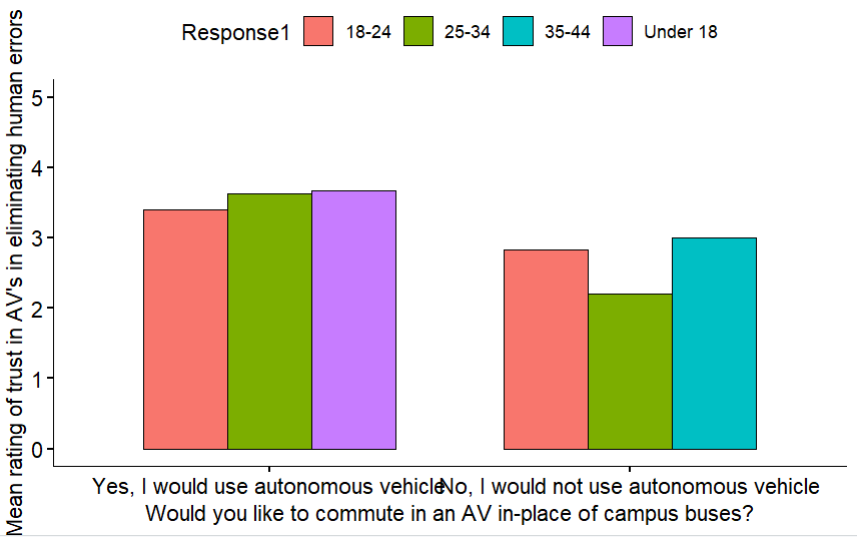 Response1 18-24 25-34 35-44 Under 18
Mean rating of trust in AV's in eliminating human errors
5
4
3
2
1
0
Yes, I would use autonomous vehicle No, I would not use autonomous vehicle
Would you like to commute in an AV in-place of campus buses?